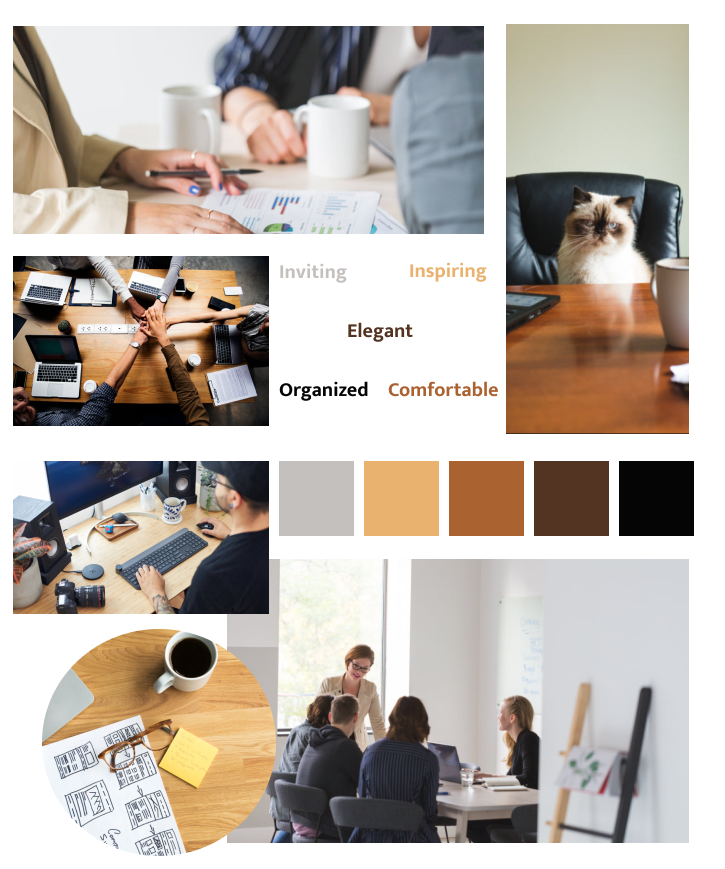 Inviting
Inspiring
Elegant
Organized
Comfortable